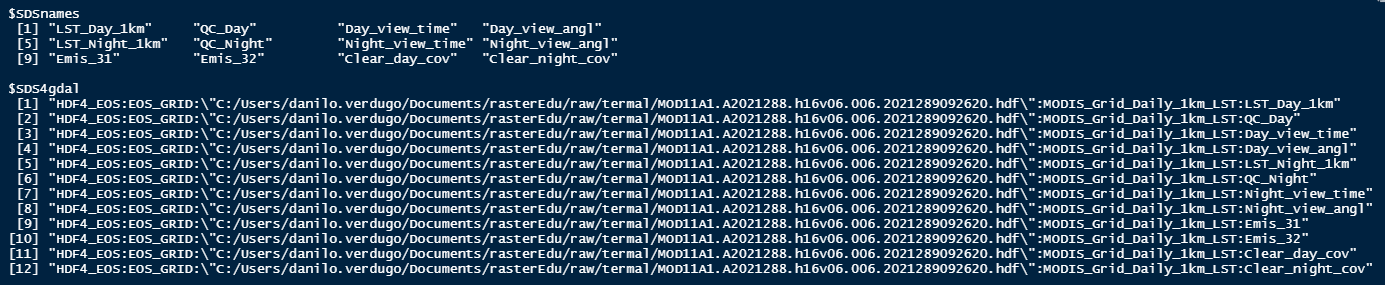 $SDSnames
 [1] "LST_Day_1km"     "QC_Day"          "Day_view_time"   "Day_view_angl"
 [5] "LST_Night_1km"   "QC_Night"        "Night_view_time" "Night_view_angl"
 [9] "Emis_31"         "Emis_32"         "Clear_day_cov"   "Clear_night_cov"

$SDS4gdal
 [1] "HDF4_EOS:EOS_GRID:\"C:/Users/danilo.verdugo/Documents/rasterEdu/raw/termal/MOD11A1.A2021288.h16v06.006.2021289092620.hdf\":MODIS_Grid_Daily_1km_LST:LST_Day_1km"
 [2] "HDF4_EOS:EOS_GRID:\"C:/Users/danilo.verdugo/Documents/rasterEdu/raw/termal/MOD11A1.A2021288.h16v06.006.2021289092620.hdf\":MODIS_Grid_Daily_1km_LST:QC_Day"
 [3] "HDF4_EOS:EOS_GRID:\"C:/Users/danilo.verdugo/Documents/rasterEdu/raw/termal/MOD11A1.A2021288.h16v06.006.2021289092620.hdf\":MODIS_Grid_Daily_1km_LST:Day_view_time"
 [4] "HDF4_EOS:EOS_GRID:\"C:/Users/danilo.verdugo/Documents/rasterEdu/raw/termal/MOD11A1.A2021288.h16v06.006.2021289092620.hdf\":MODIS_Grid_Daily_1km_LST:Day_view_angl"
 [5] "HDF4_EOS:EOS_GRID:\"C:/Users/danilo.verdugo/Documents/rasterEdu/raw/termal/MOD11A1.A2021288.h16v06.006.2021289092620.hdf\":MODIS_Grid_Daily_1km_LST:LST_Night_1km"
 [6] "HDF4_EOS:EOS_GRID:\"C:/Users/danilo.verdugo/Documents/rasterEdu/raw/termal/MOD11A1.A2021288.h16v06.006.2021289092620.hdf\":MODIS_Grid_Daily_1km_LST:QC_Night"
 [7] "HDF4_EOS:EOS_GRID:\"C:/Users/danilo.verdugo/Documents/rasterEdu/raw/termal/MOD11A1.A2021288.h16v06.006.2021289092620.hdf\":MODIS_Grid_Daily_1km_LST:Night_view_time"
 [8] "HDF4_EOS:EOS_GRID:\"C:/Users/danilo.verdugo/Documents/rasterEdu/raw/termal/MOD11A1.A2021288.h16v06.006.2021289092620.hdf\":MODIS_Grid_Daily_1km_LST:Night_view_angl"
 [9] "HDF4_EOS:EOS_GRID:\"C:/Users/danilo.verdugo/Documents/rasterEdu/raw/termal/MOD11A1.A2021288.h16v06.006.2021289092620.hdf\":MODIS_Grid_Daily_1km_LST:Emis_31"
[10] "HDF4_EOS:EOS_GRID:\"C:/Users/danilo.verdugo/Documents/rasterEdu/raw/termal/MOD11A1.A2021288.h16v06.006.2021289092620.hdf\":MODIS_Grid_Daily_1km_LST:Emis_32"
[11] "HDF4_EOS:EOS_GRID:\"C:/Users/danilo.verdugo/Documents/rasterEdu/raw/termal/MOD11A1.A2021288.h16v06.006.2021289092620.hdf\":MODIS_Grid_Daily_1km_LST:Clear_day_cov"
[12] "HDF4_EOS:EOS_GRID:\"C:/Users/danilo.verdugo/Documents/rasterEdu/raw/termal/MOD11A1.A2021288.h16v06.006.2021289092620.hdf\":MODIS_Grid_Daily_1km_LST:Clear_night_cov"